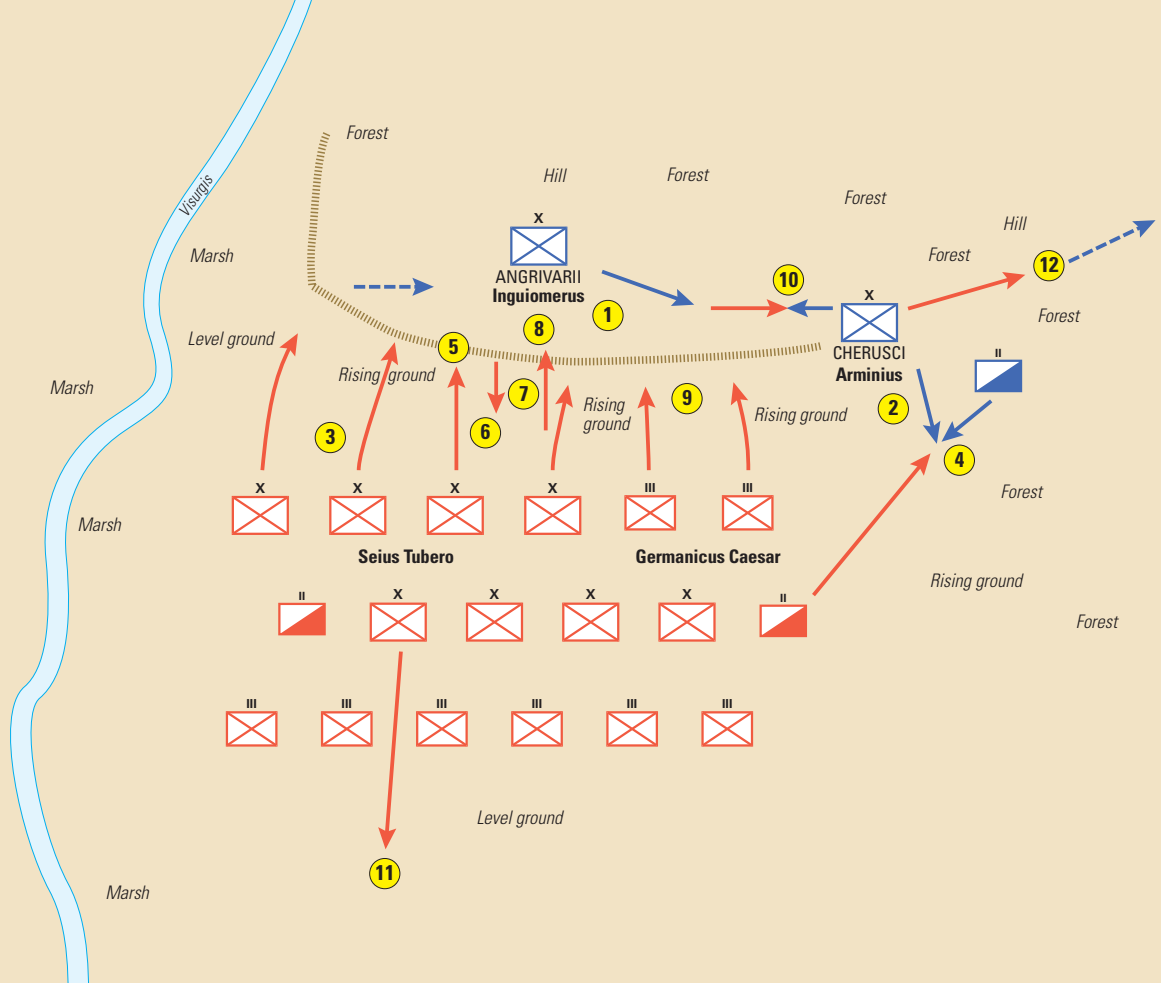 Forest
Hill
Forest
Forest
Visurgis
X
Hill
Marsh
Forest
12
ANGRIVARII
Inguiomerus
10
X
1
Forest
8
Level ground
5
CHERUSCI
Arminius
II
Rising ground
Marsh
7
9
Rising
ground
Rising ground
2
6
3
4
X
X
X
X
III
III
Forest
Marsh
Seius Tubero
Germanicus Caesar
Rising ground
II
X
X
X
X
II
Forest
III
III
III
III
III
III
Level ground
11
Marsh